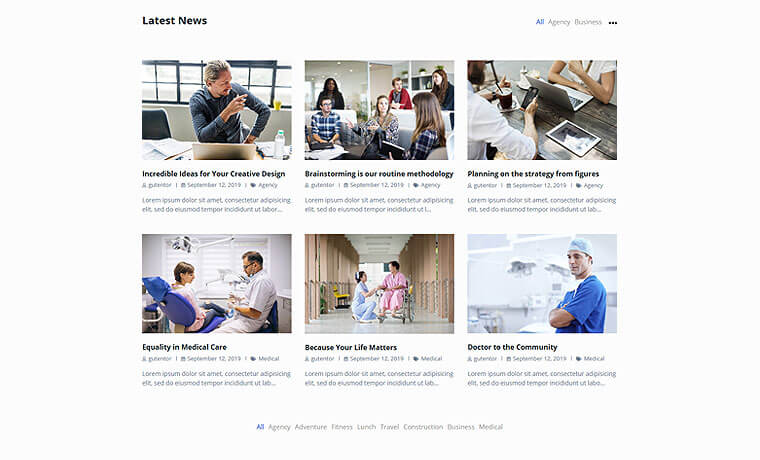 Latest News
All Agency Business •••
Incredible Ideas for Your Creative Design
gutentor | September 12, 2019 | Agency
Lorem ipsum dolor sit amet, consectetur adipisicing
elit, sed do eiusmod tempor incididunt ut labor...
Brainstorming is our routine methodology
gutentor | September 12, 2019 | Agency
Lorem ipsum dolor sit amet, consectetur adipisicing
elit, sed do eiusmod tempor incididunt ut l...
Planning on the strategy from figures
gutentor | September 12, 2019 | Agency
Lorem ipsum dolor sit amet, consectetur adipisicing
elit, sed do eiusmod tempor incididunt ut labo...
Equality in Medical Care
gutentor | September 12, 2019 | Medical
Lorem ipsum dolor sit amet, consectetur adipisicing
elit, sed do eiusmod tempor incididunt ut lab...
Because Your Life Matters
gutentor | September 12, 2019 | Medical
Lorem ipsum dolor sit amet, consectetur adipisicing
elit, sed do eiusmod tempor incididunt ut lab...
Doctor to the Community
gutentor | September 12, 2019 | Medical
Lorem ipsum dolor sit amet, consectetur adipisicing
elit, sed do eiusmod tempor incididunt ut lab...
All Agency Adventure Fitness Lunch Travel Construction Business Medical